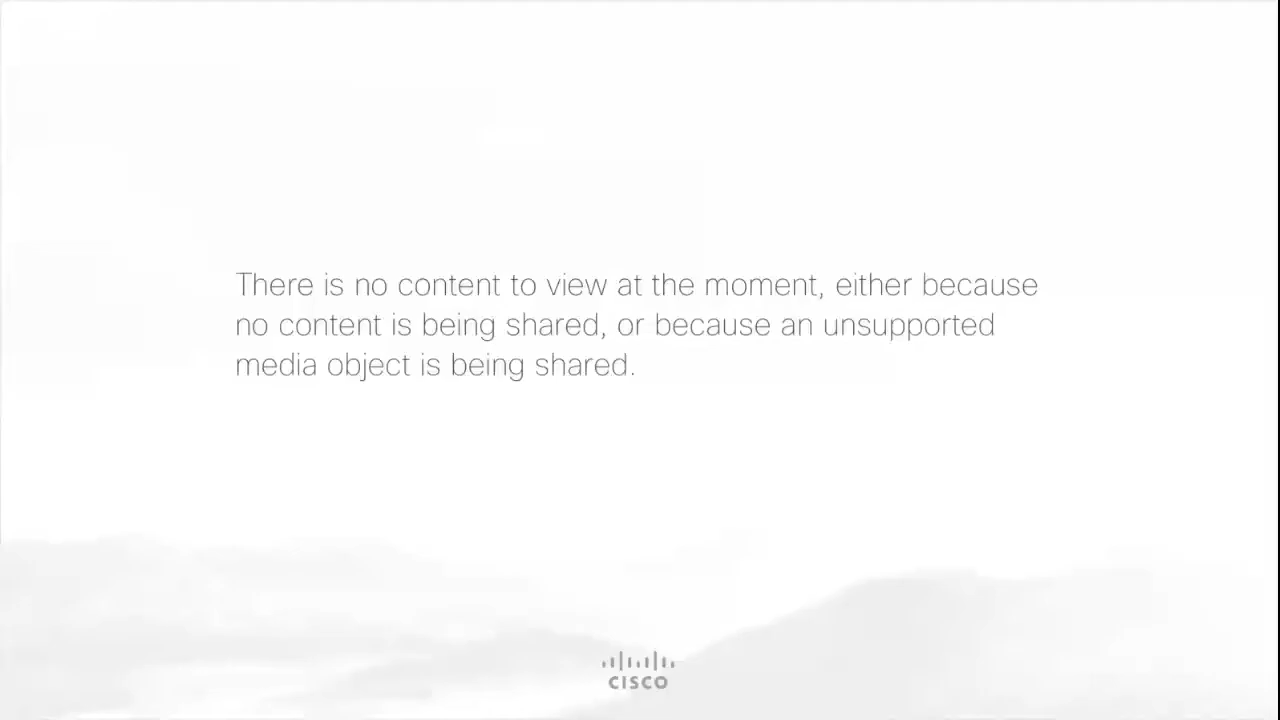 There is no content to view at the moment, either because
no content is being shared, or because an unsupported
media object is being shared.
CISCO